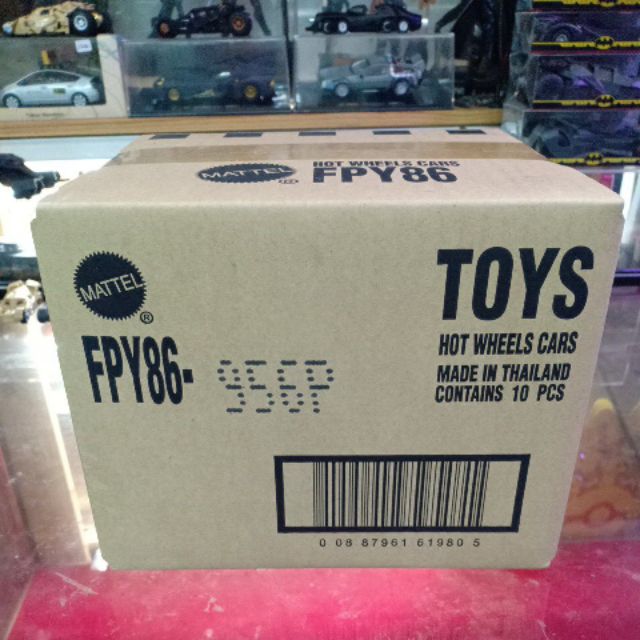 MATTEL
®
HOT WHEELS CARS
FPY86
MATTEL
®
TOYS
FPY86-
956P
HOT WHEELS CARS
MADE IN THAILAND
CONTAINS 10 PCS
0 08 87961 61980 5